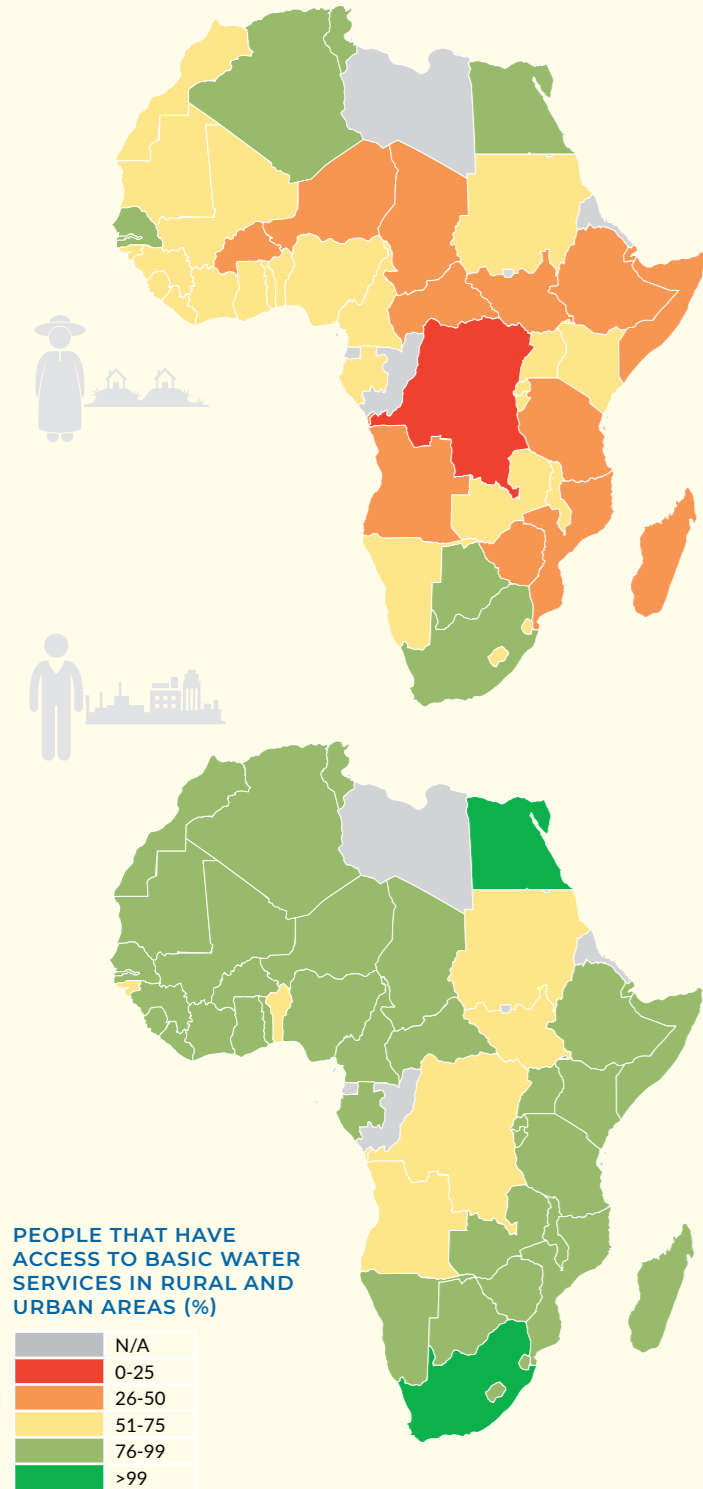 PEOPLE THAT HAVE
ACCESS TO BASIC WATER
SERVICES IN RURAL AND
URBAN AREAS (%)
N/A
0-25
26-50
51-75
76-99
>99